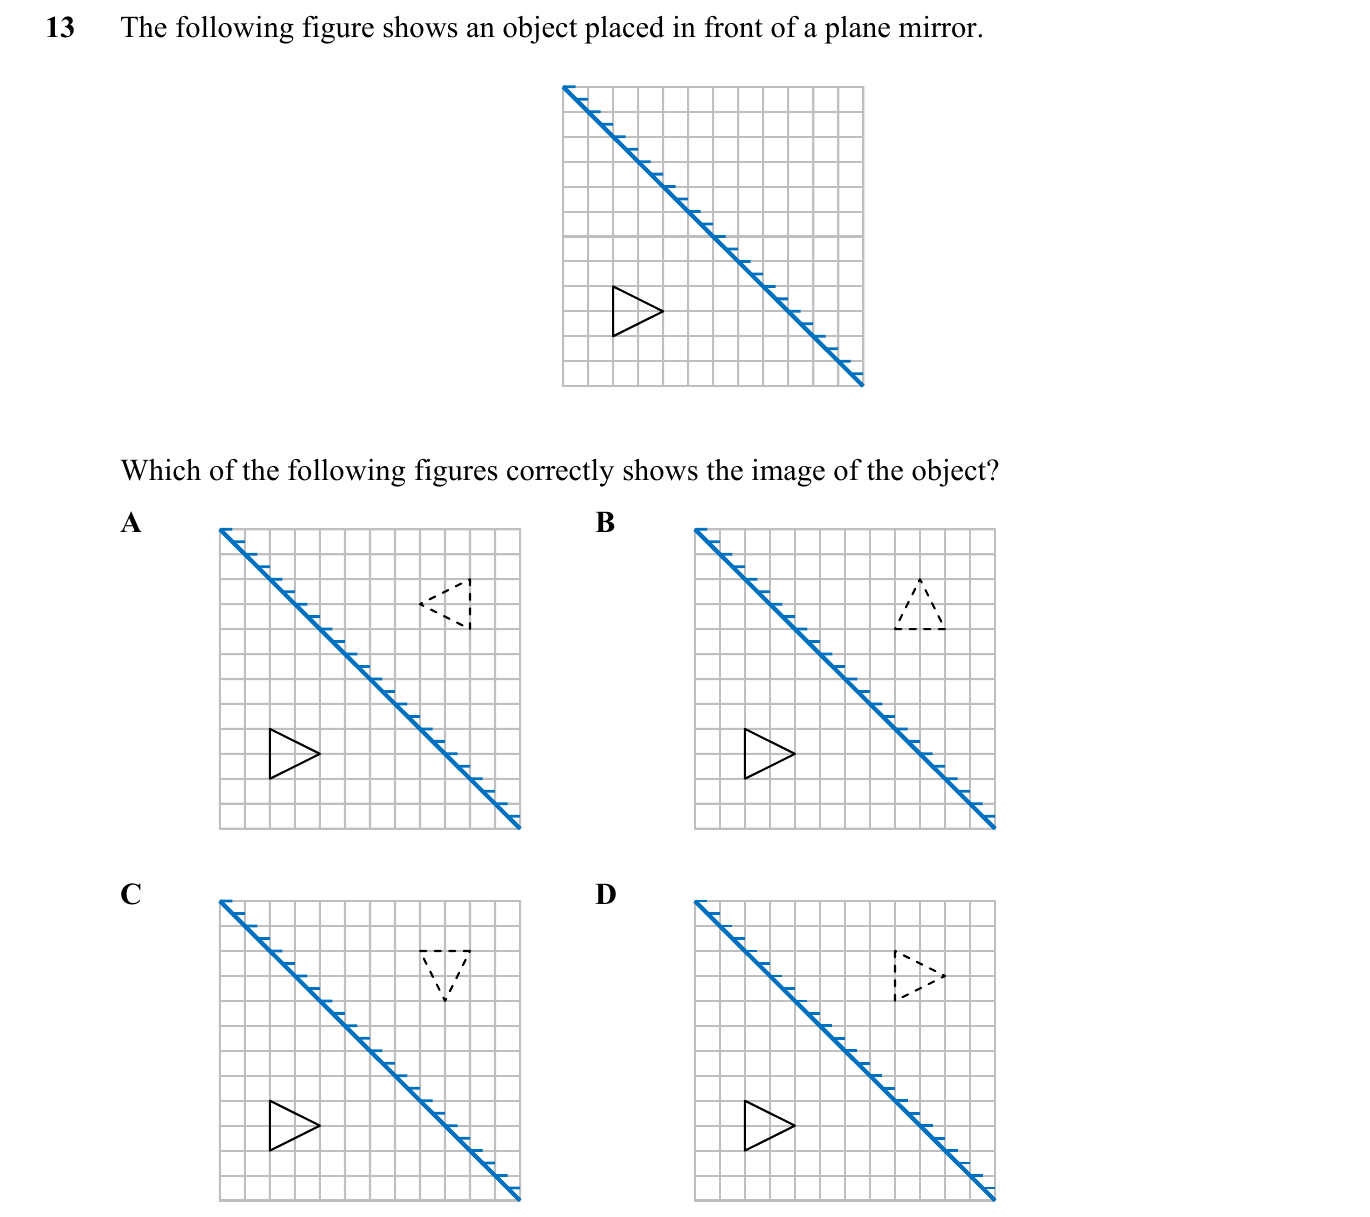 13 The following figure shows an object placed in front of a plane mirror.
Which of the following figures correctly shows the image of the object?
A B
C D